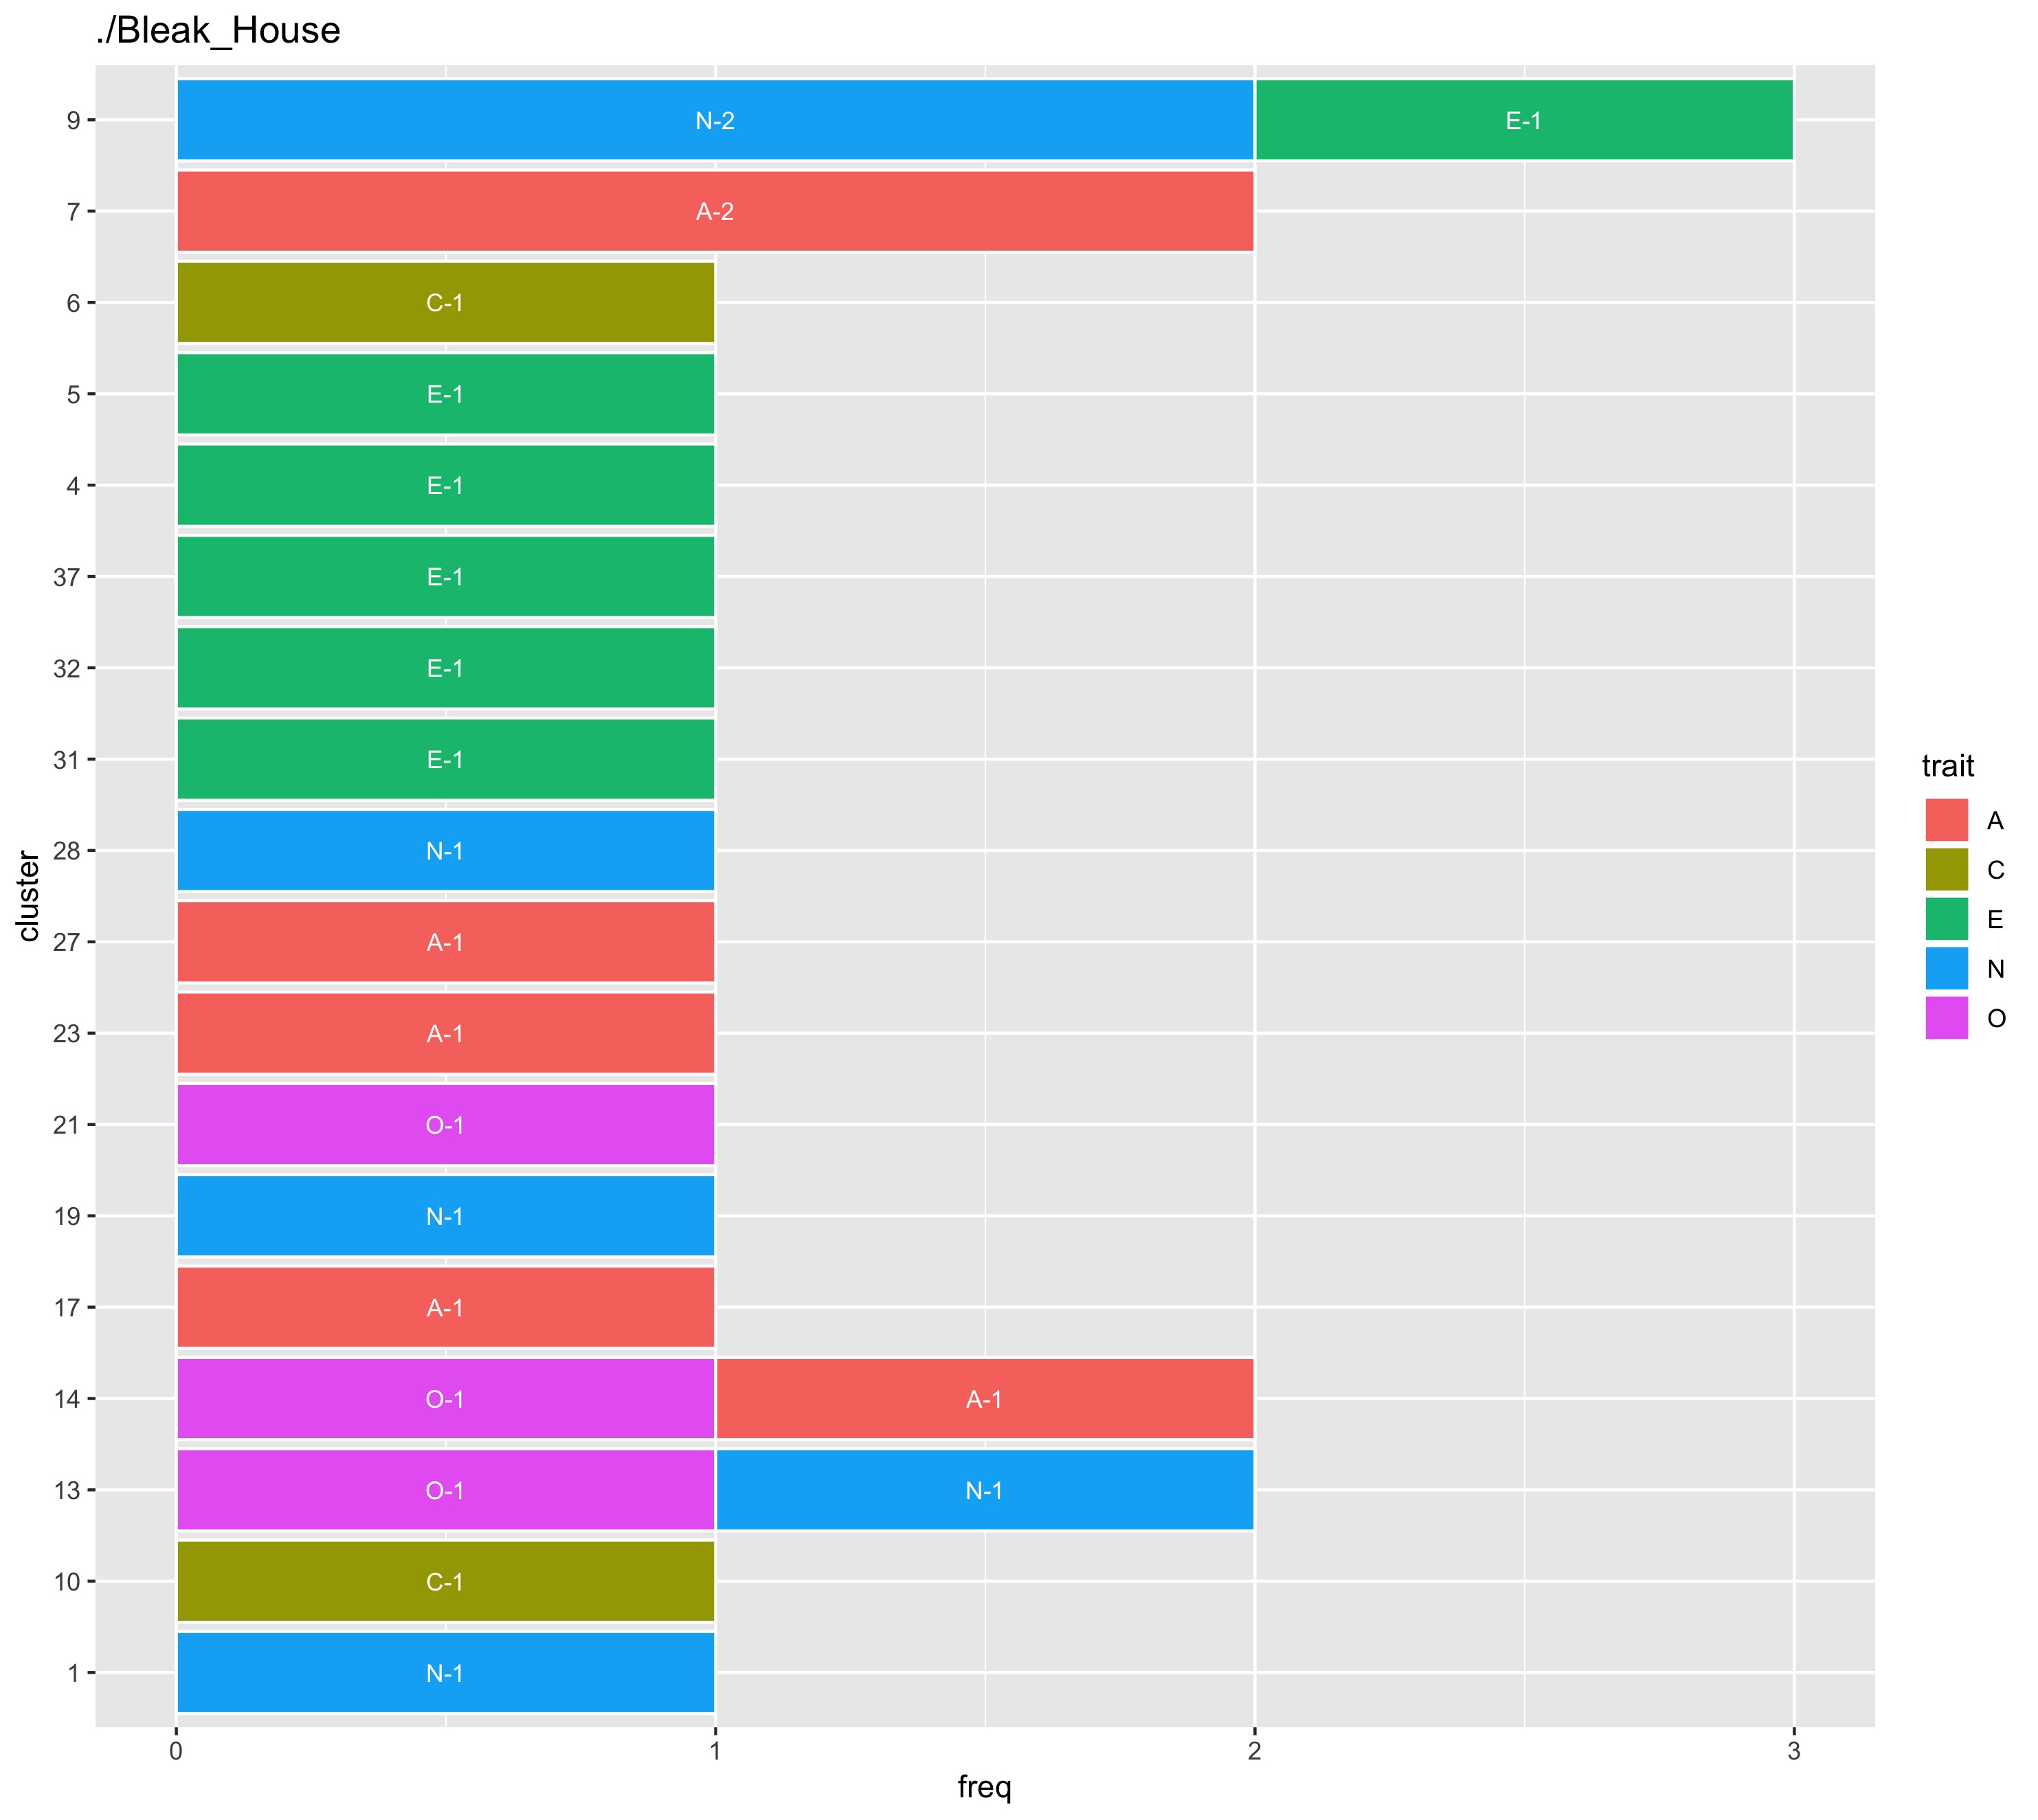 ./Bleak_House
9 N-2 E-1
7 A-2
6 C-1
5 E-1
4 E-1
37 E-1
32 E-1
31 E-1
28 N-1
27 A-1
23 A-1
21 O-1
19 N-1
17 A-1
14 O-1 A-1
13 O-1 N-1
10 C-1
1 N-1
cluster
0 1 2 3
freq
trait
A
C
E
N
O